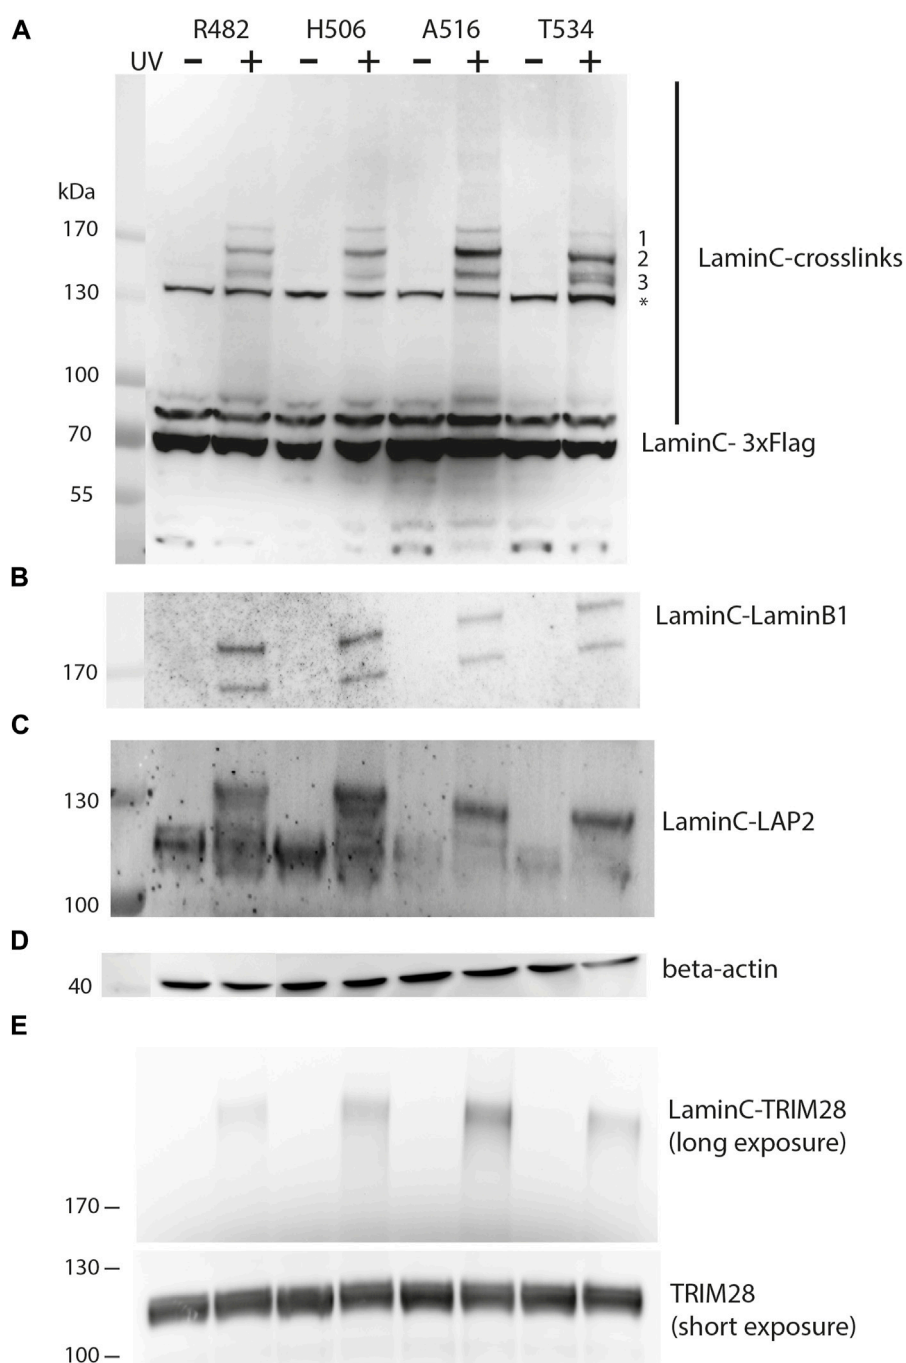 A
R482 H506 A516 T534
UV − + − + − + − +
kDa
170
130
100
70
55
1
2
3
*
LaminC-crosslinks
LaminC- 3xFlag
B
170
LaminC-LaminB1
C
130
100
LaminC-LAP2
D
40
beta-actin
E
LaminC-TRIM28
(long exposure)
170
130
100
TRIM28
(short exposure)